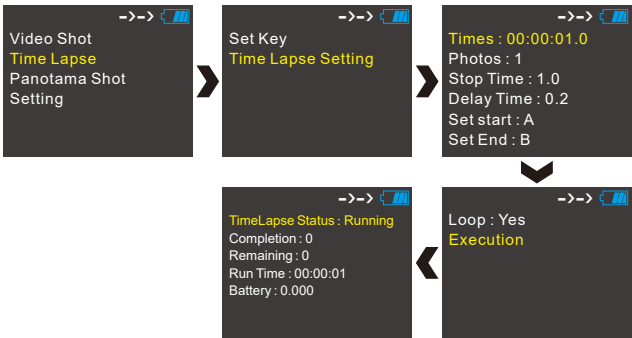 ->->
Video Shot
Time Lapse
Panotama Shot
Setting
->->
Set Key
Time Lapse Setting
->->
Times : 00:00:01.0
Photos : 1
Stop Time : 1.0
Delay Time : 0.2
Set start : A
Set End : B
->->
Loop : Yes
Execution
->->
TimeLapse Status : Running
Completion : 0
Remaining : 0
Run Time : 00:00:01
Battery : 0.000